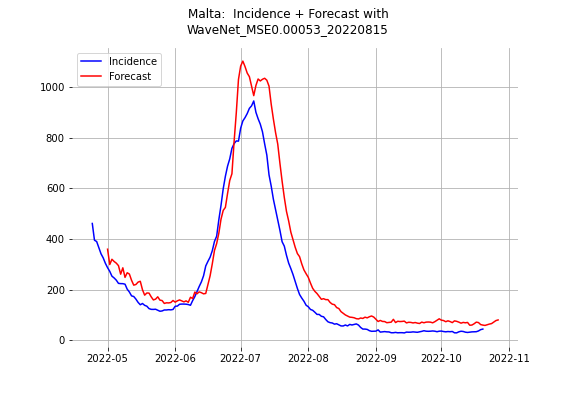 Malta:  Incidence + Forecast with
WaveNet_MSE0.00053_20220815
Incidence
Forecast
1000
800
600
400
200
0
2022-05 2022-06 2022-07 2022-08 2022-09 2022-10 2022-11